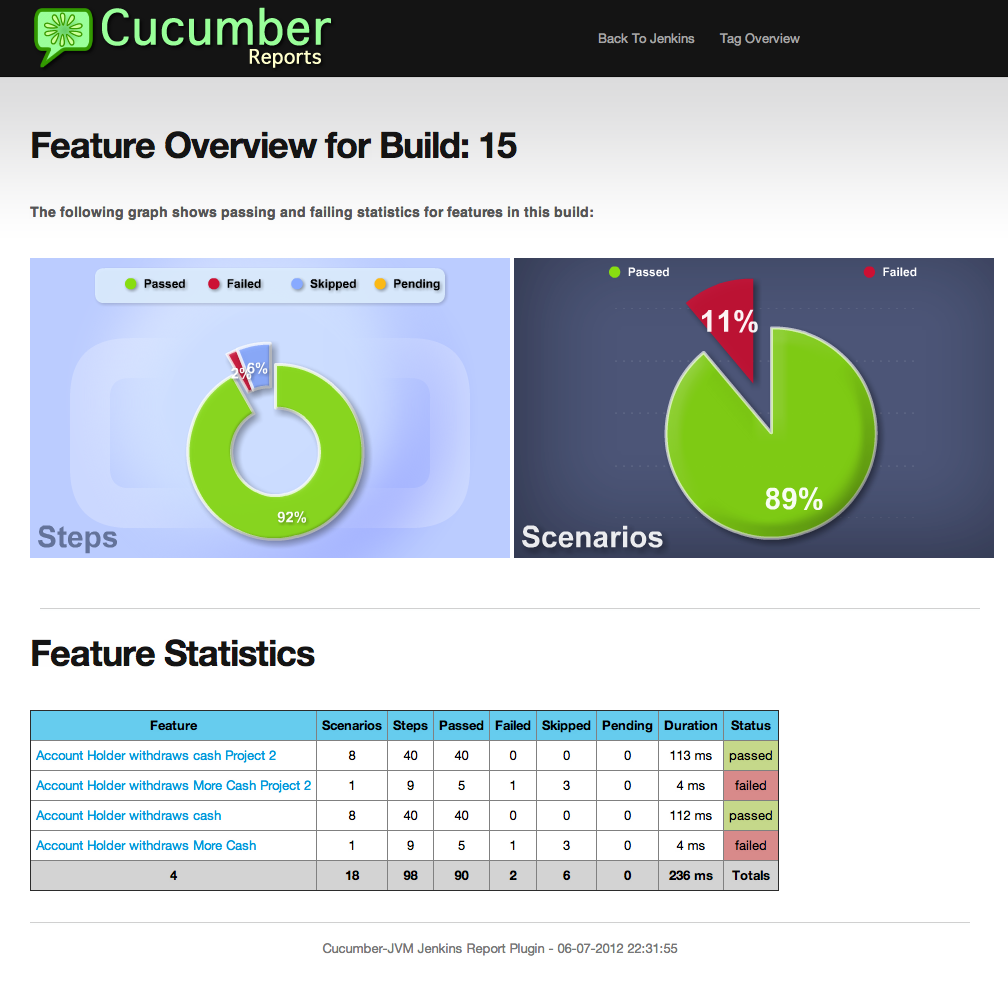 Cucumber
Reports
Back To Jenkins Tag Overview
Feature Overview for Build: 15
The following graph shows passing and failing statistics for features in this build:
Passed Failed Skipped Pending
2% 6%
92%
Steps
Passed Failed
11%
89%
Scenarios
Feature Statistics
Feature Scenarios Steps Passed Failed Skipped Pending Duration Status
Account Holder withdraws cash Project 2 8 40 40 0 0 0 113 ms passed
Account Holder withdraws More Cash Project 2 1 9 5 1 3 0 4 ms failed
Account Holder withdraws cash 8 40 40 0 0 0 112 ms passed
Account Holder withdraws More Cash 1 9 5 1 3 0 4 ms failed
4 18 98 90 2 6 0 236 ms Totals
Cucumber-JVM Jenkins Report Plugin - 06-07-2012 22:31:55